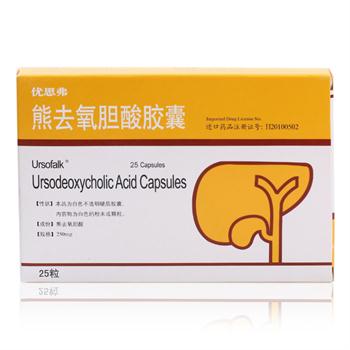 优思弗
熊去氧胆酸胶囊
Imported Drug License No.
进口药品注册证号: H20100502
Ursofalk®
25 Capsules
Ursodeoxycholic Acid Capsules
【性状】本品为白色不透明硬质胶囊,
内容物为白色的粉末或颗粒。
【成份】熊去氧胆酸
【规格】250mg
25粒